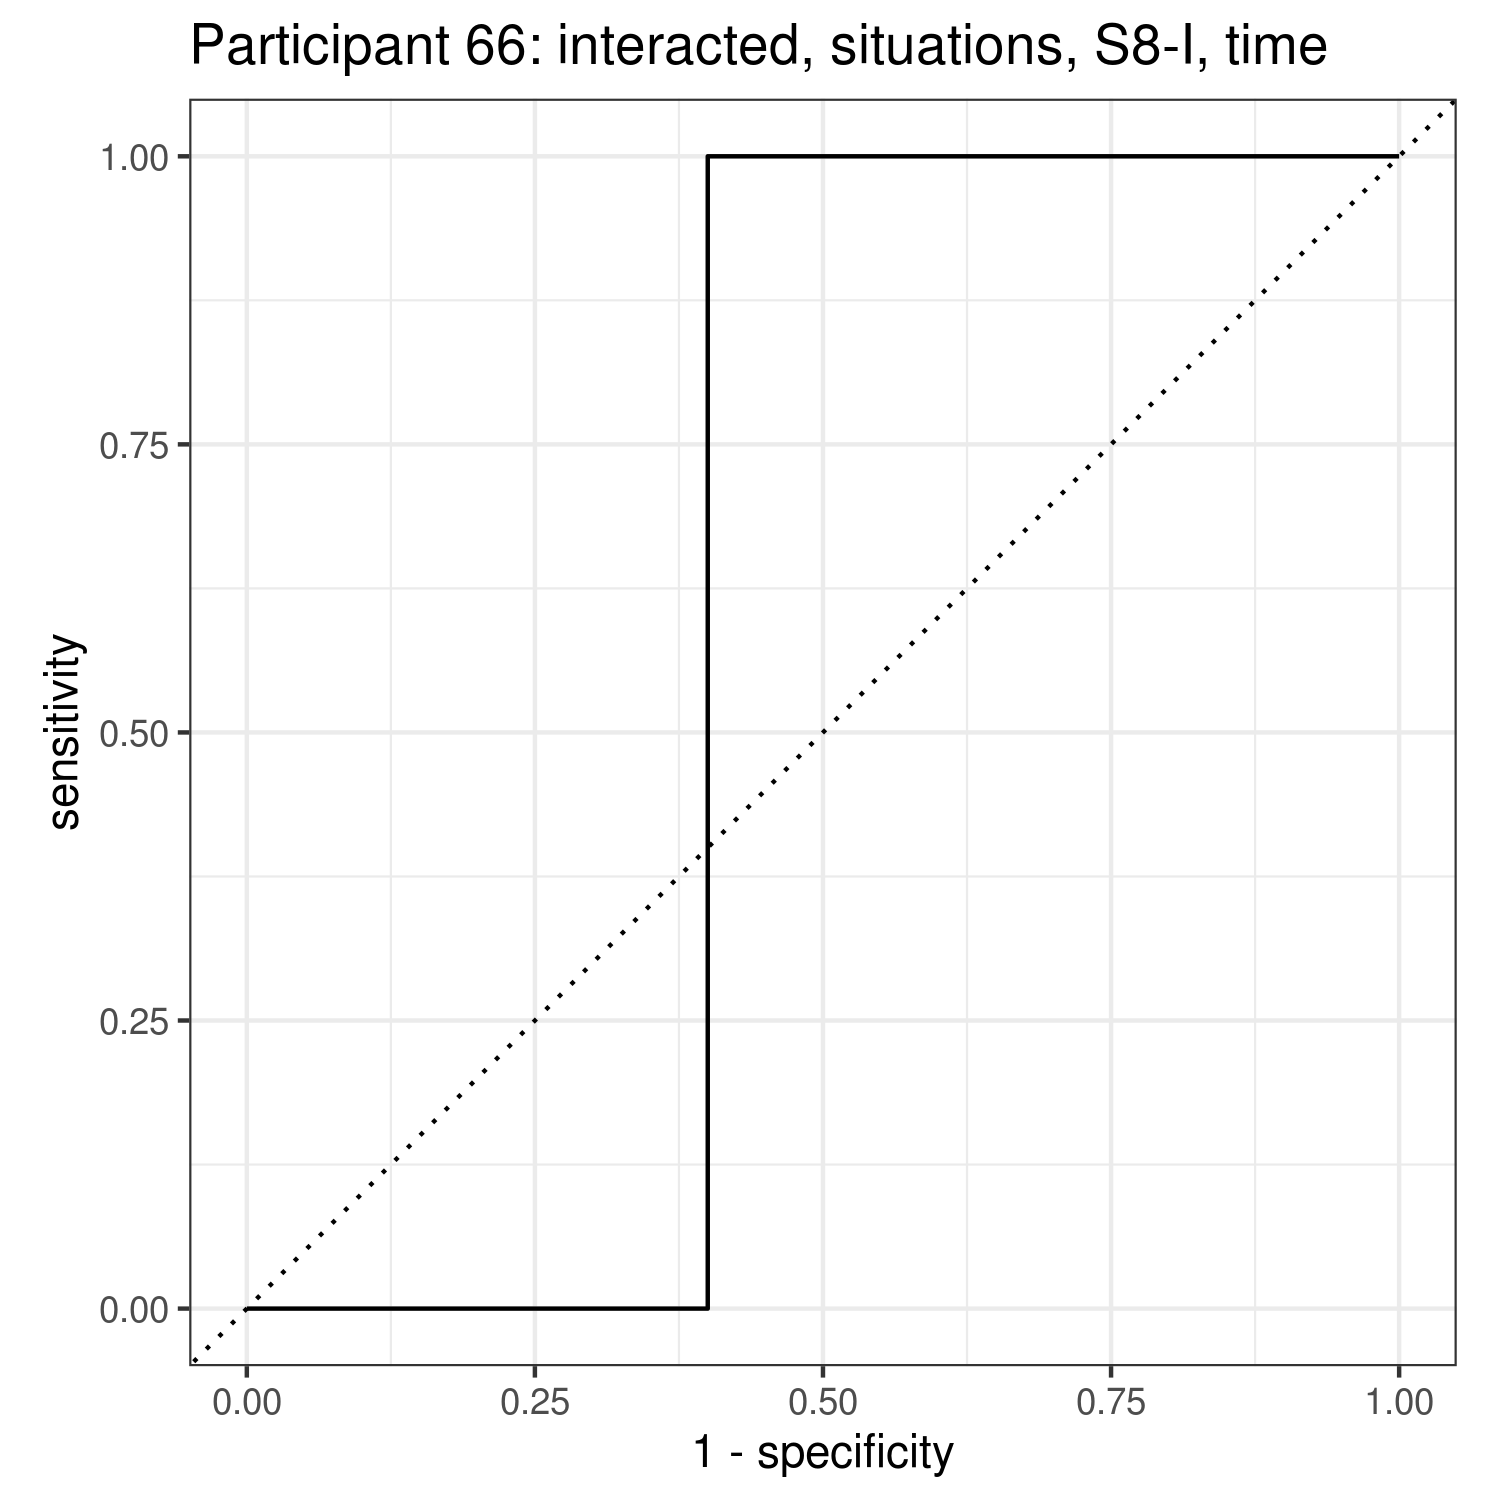 Participant 66: interacted, situations, S8-I, time
1.00
0.75
0.50
0.25
0.00
sensitivity
0.00 0.25 0.50 0.75 1.00
1 - specificity